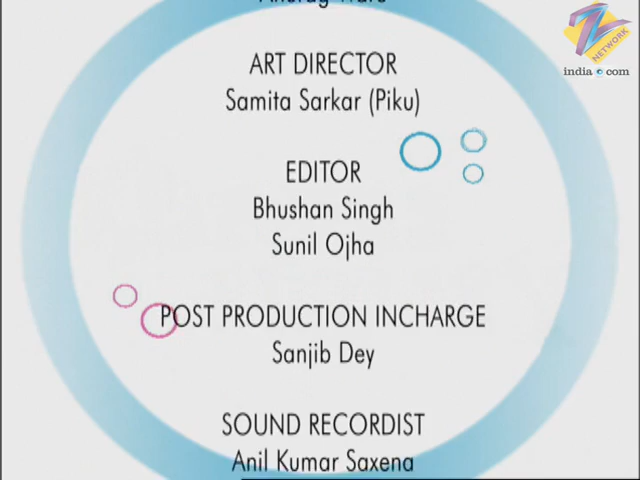 ART DIRECTOR
Samita Sarkar (Piku)
EDITOR
Bhushan Singh
Sunil Ojha
POST PRODUCTION INCHARGE
Sanjib Dey
SOUND RECORDIST
Anil Kumar Saxena
Z NETWORK
india com